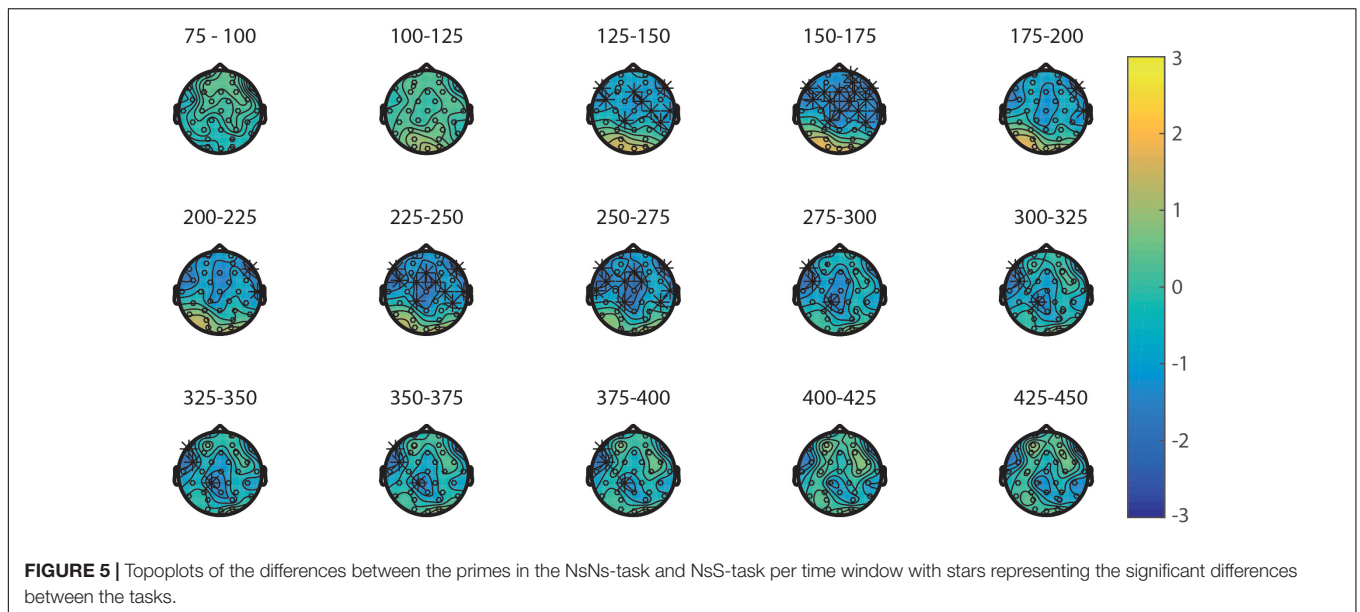 75 - 100 100-125 125-150 150-175 175-200
3
2
1
0
-1
-2
-3
200-225 225-250 250-275 275-300 300-325
325-350 350-375 375-400 400-425 425-450
FIGURE 5 | Topoplots of the differences between the primes in the NsNs-task and NsS-task per time window with stars representing the significant differences
between the tasks.